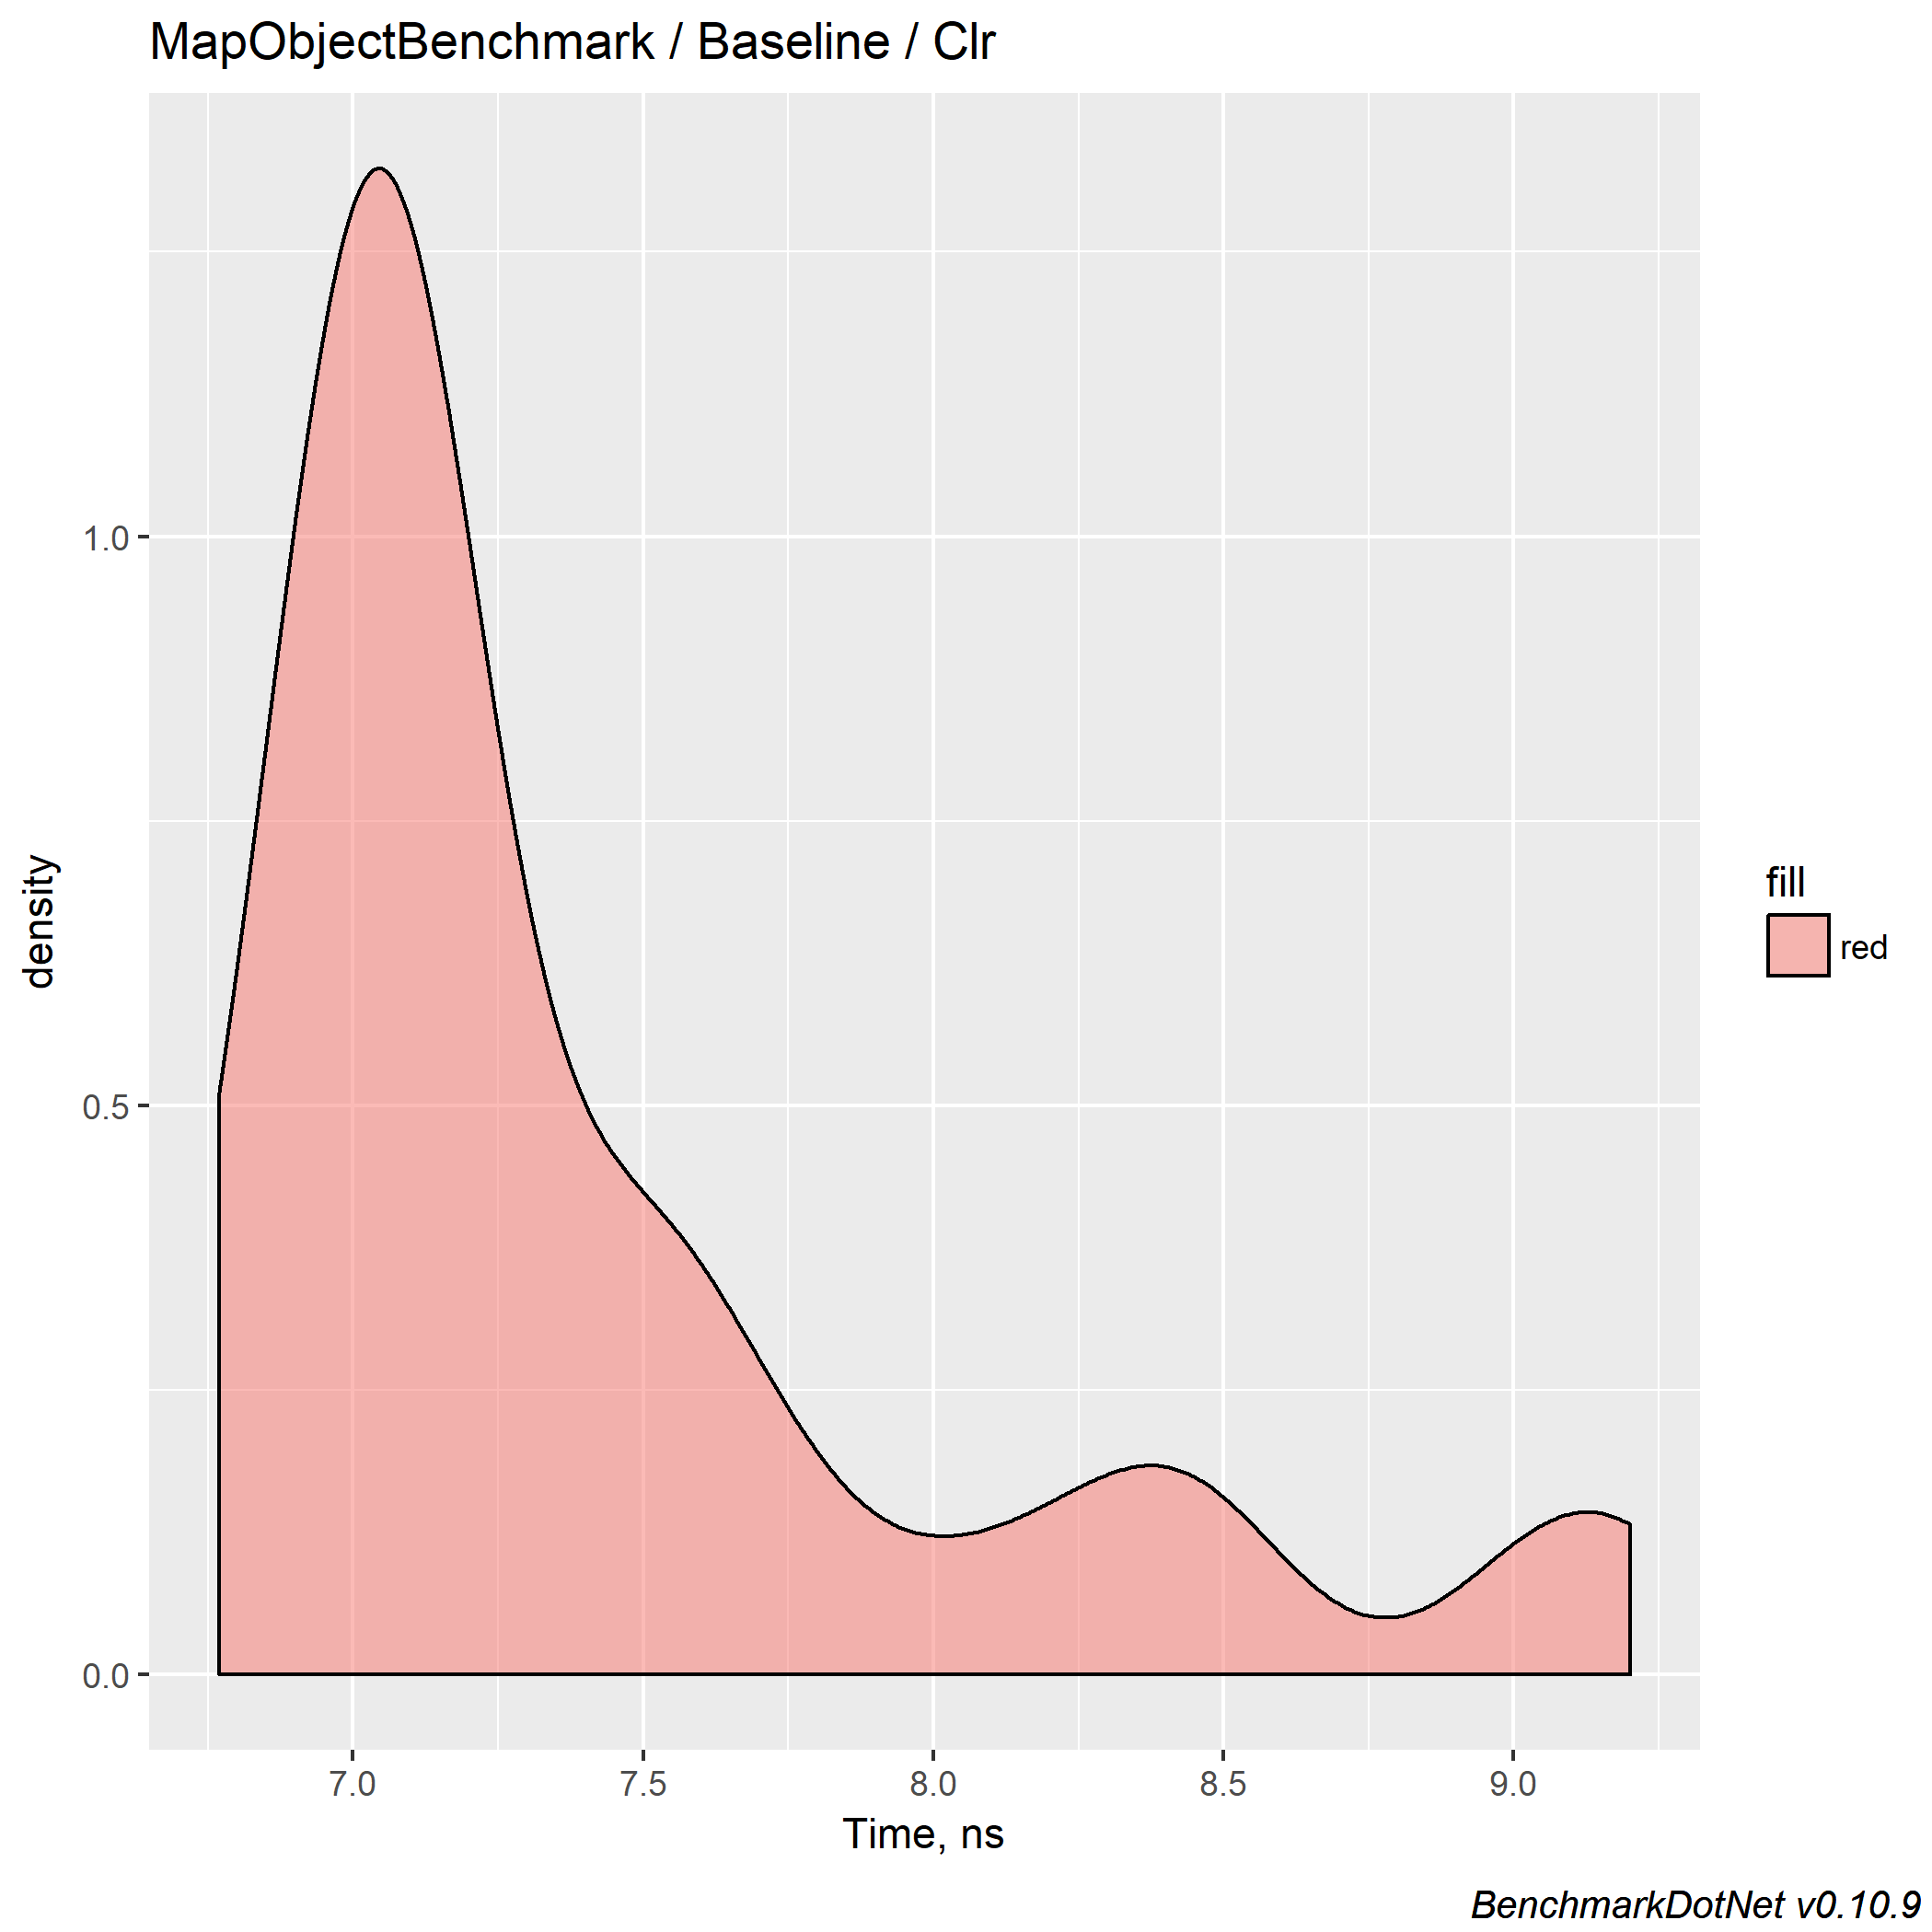 MapObjectBenchmark / Baseline / Clr
density
1.0
0.5
0.0
7.0 7.5 8.0 8.5 9.0
Time, ns
fill
red
BenchmarkDotNet v0.10.9